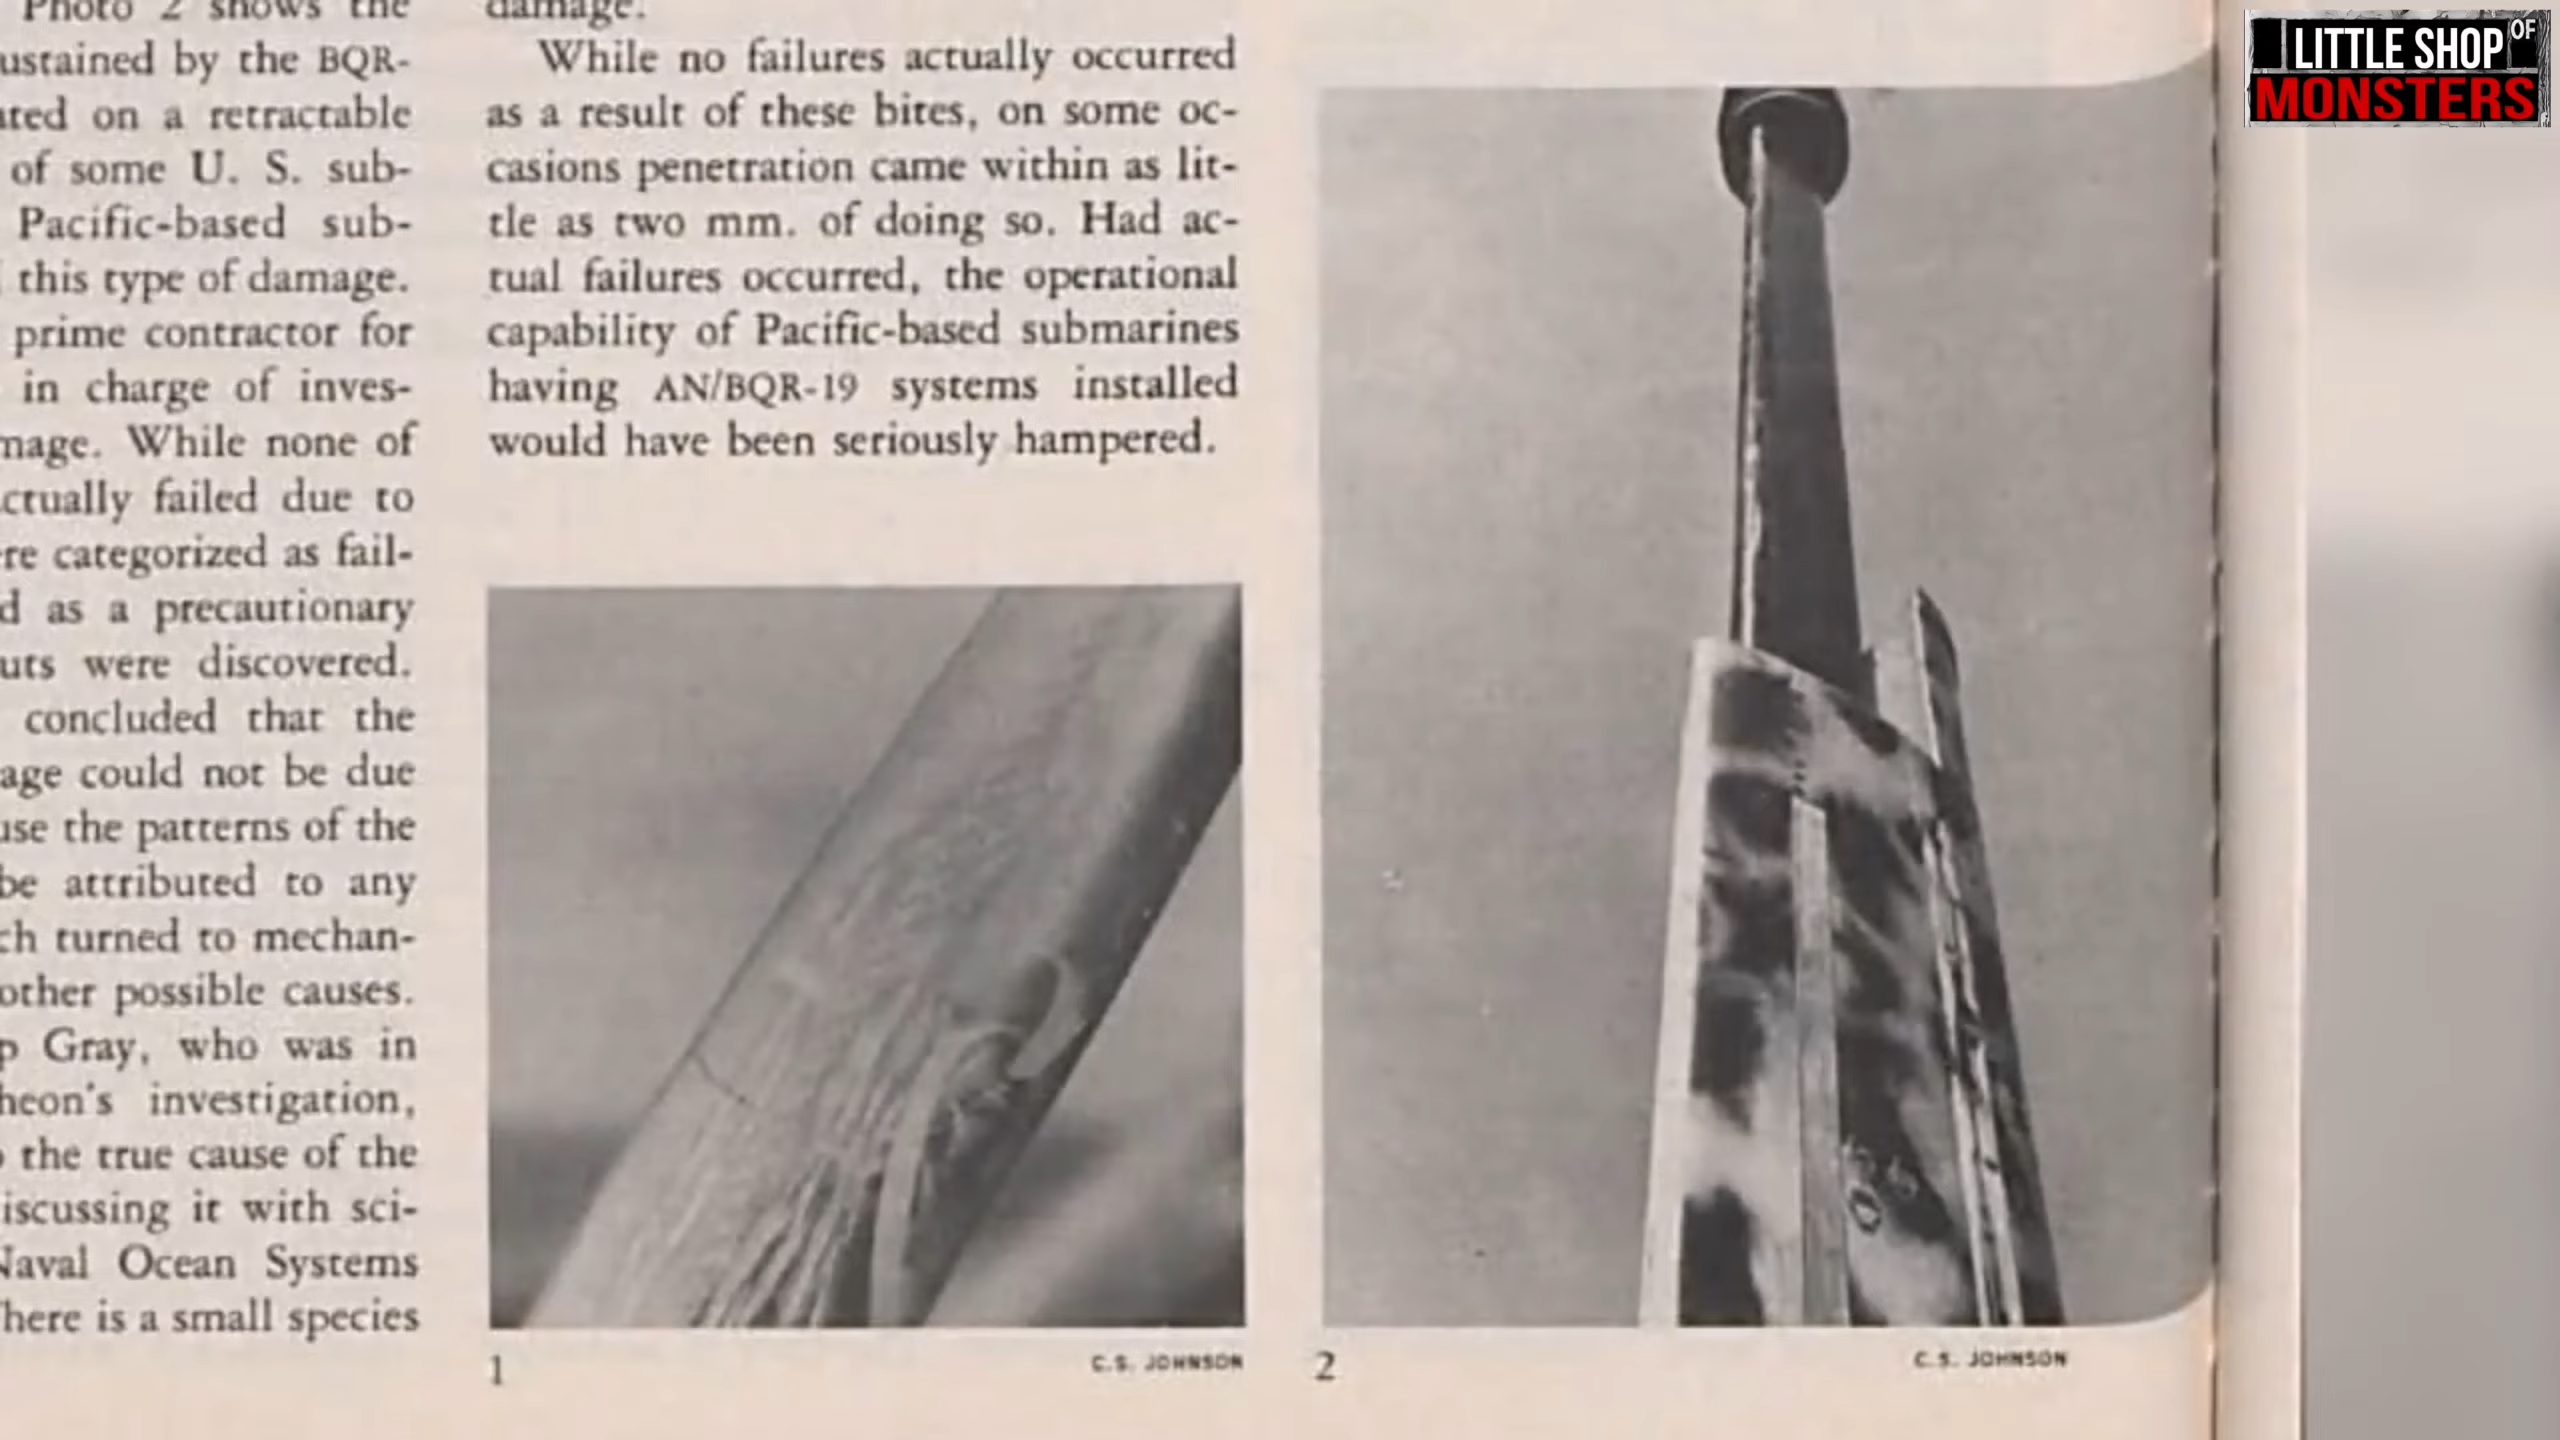 Photo 2 shows the
ustained by the BQR-
ated on a retractable
of some U. S. sub-
Pacific-based sub-
this type of damage.
prime contractor for
in charge of inves-
mage. While none of
ctually failed due to
re categorized as fail-
d as a precautionary
uts were discovered.
concluded that the
age could not be due
use the patterns of the
be attributed to any
ch turned to mechan-
other possible causes.
p Gray, who was in
heon's investigation,
the true cause of the
iscussing it with sci-
Naval Ocean Systems
There is a small species
damage.
While no failures actually occurred
as a result of these bites, on some oc-
casions penetration came within as lit-
tle as two mm. of doing so. Had ac-
tual failures occurred, the operational
capability of Pacific-based submarines
having AN/BQR-19 systems installed
would have been seriously hampered.
1
C.S. JOHNSON
2
C.S. JOHNSON
LITTLE SHOP OF
MONSTERS